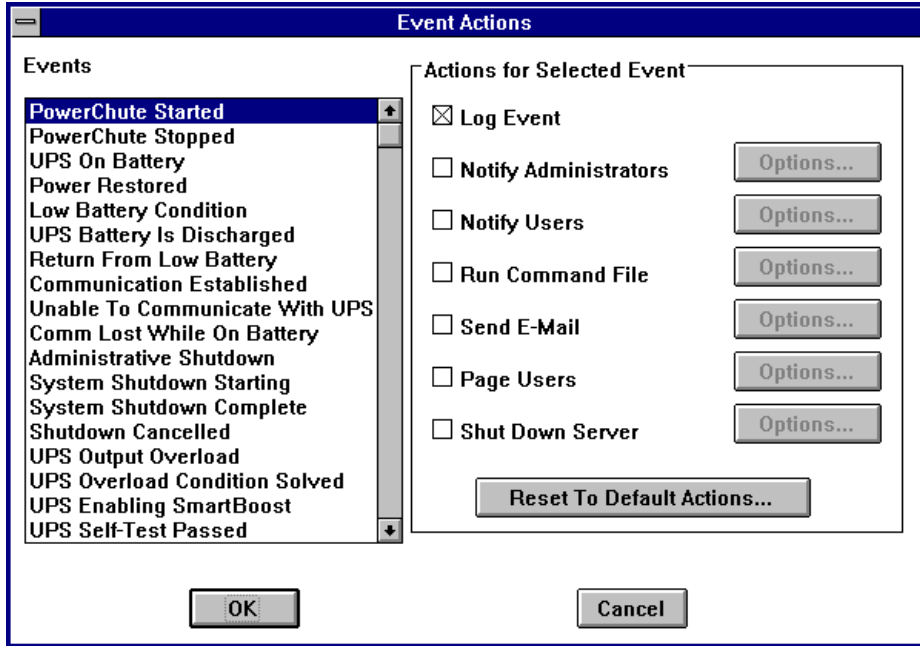 Event Actions
Events
PowerChute Started
PowerChute Stopped
UPS On Battery
Power Restored
Low Battery Condition
UPS Battery Is Discharged
Return From Low Battery
Communication Established
Unable To Communicate With UPS
Comm Lost While On Battery
Administrative Shutdown
System Shutdown Starting
System Shutdown Complete
Shutdown Cancelled
UPS Output Overload
UPS Overload Condition Solved
UPS Enabling SmartBoost
UPS Self-Test Passed
Actions for Selected Event
Log Event
Notify Administrators Options...
Notify Users Options...
Run Command File Options...
Send E-Mail Options...
Page Users Options...
Shut Down Server Options...
Reset To Default Actions...
OK Cancel